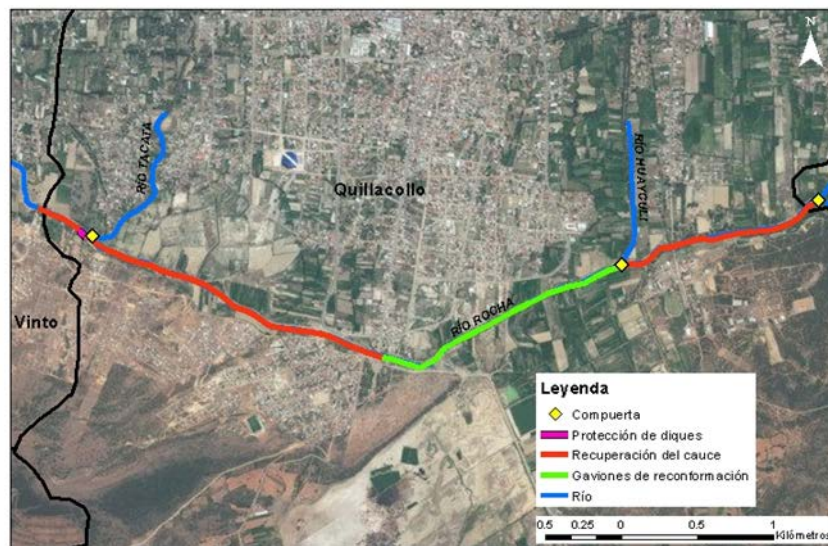 N
RÍO TACATA
RÍO HUAYCULI
Quillacollo
Vinto
RÍO ROCHA
Leyenda
Compuerta
Protección de diques
Recuperación del cauce
Gaviones de reconformación
Río
0.5 0.25 0 0.5 1
Kilómetros